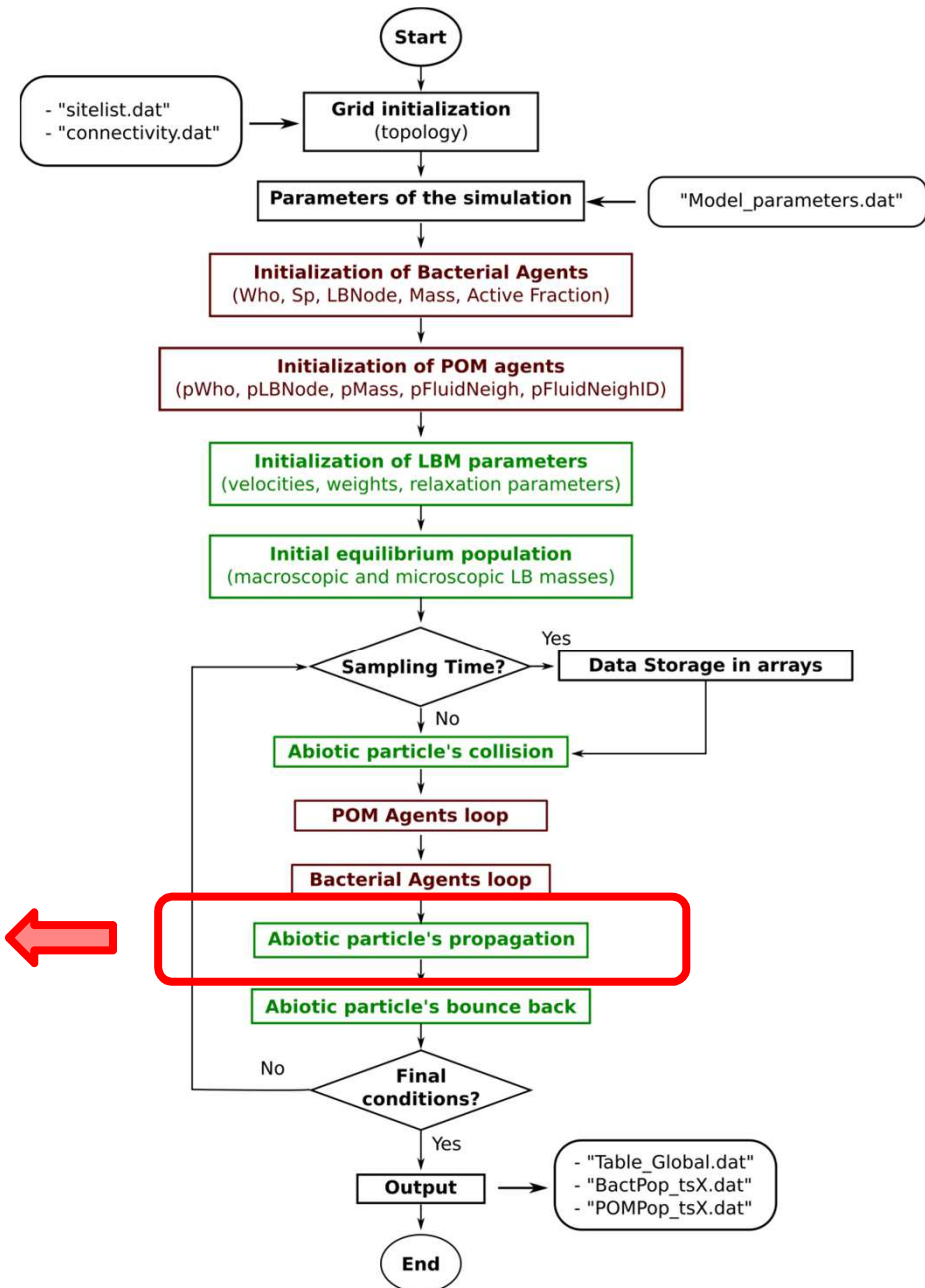 Start
- "sitelist.dat"
- "connectivity.dat"
Grid initialization
(topology)
Parameters of the simulation
"Model_parameters.dat"
Initialization of Bacterial Agents
(Who, Sp, LBNode, Mass, Active Fraction)
Initialization of POM agents
(pWho, pLBNode, pMass, pFluidNeigh, pFluidNeighID)
Initialization of LBM parameters
(velocities, weights, relaxation parameters)
Initial equilibrium population
(macroscopic and microscopic LB masses)
Sampling Time?
Yes
Data Storage in arrays
No
Abiotic particle's collision
POM Agents loop
Bacterial Agents loop
Abiotic particle's propagation
Abiotic particle's bounce back
No
Final
conditions?
Yes
Output
- "Table_Global.dat"
- "BactPop_tsX.dat"
- "POMPop_tsX.dat"
End